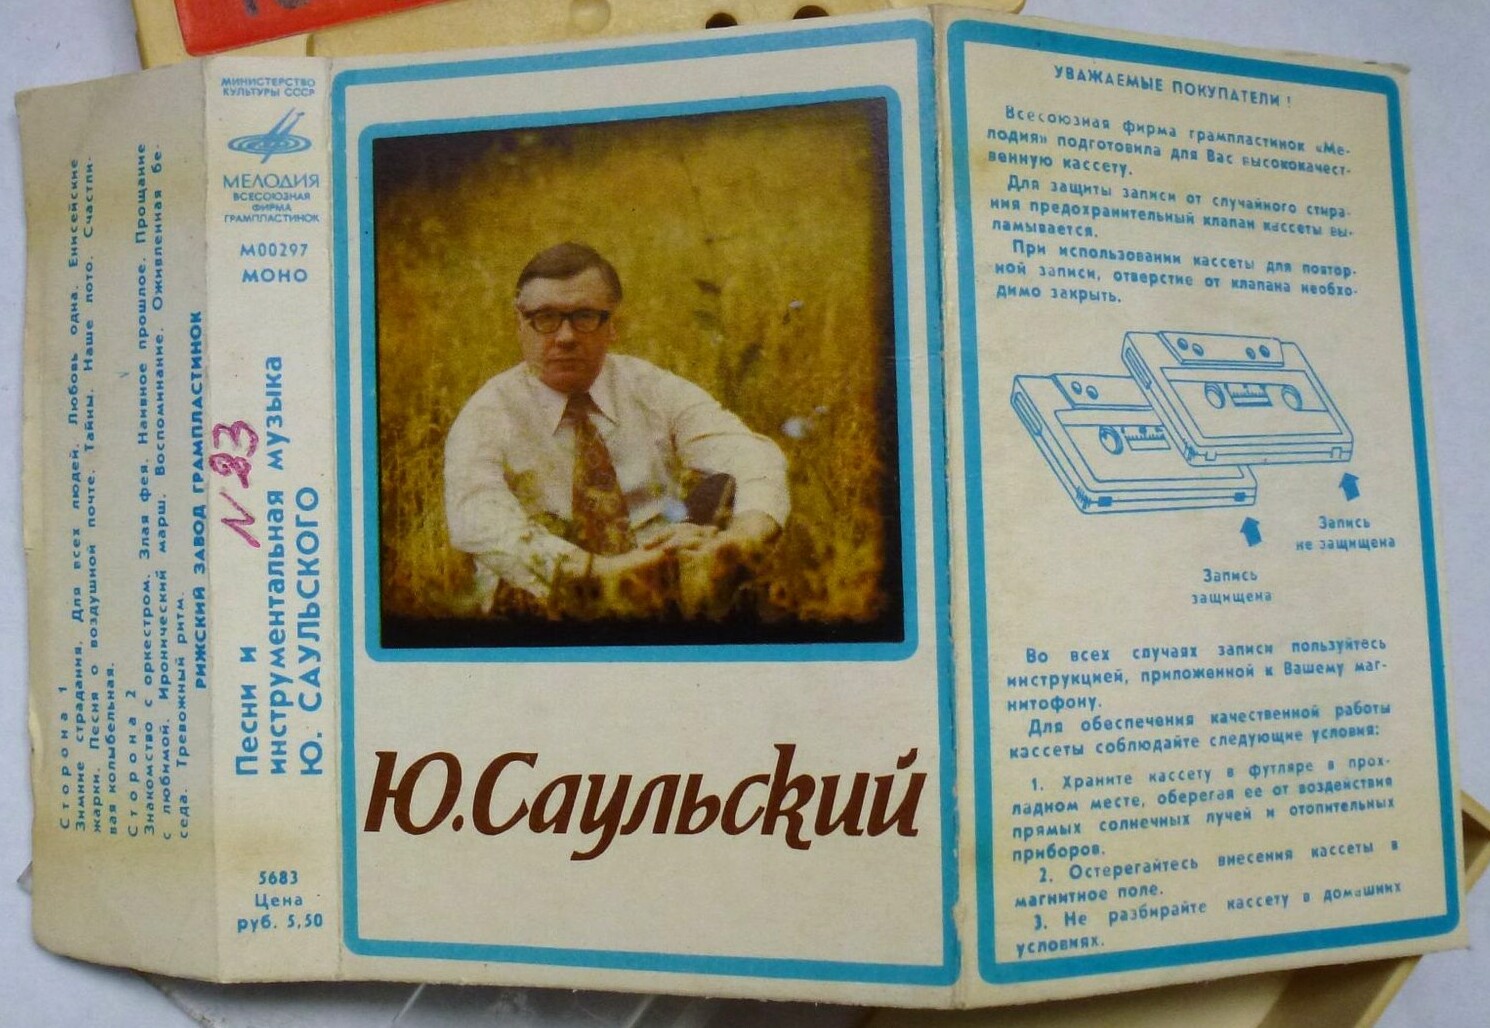 Сторона 1
Зимние страдания. Для всех людей. Любовь одна. Енисейские
жарки. Песня о воздушной почте. Тайны. Наше лото. Счастли-
вая колыбельная.
Сторона 2
Знакомство с оркестром. Злая фея. Наивное прошлое. Прощание
с любимой. Иронический марш. Воспоминание. Оживленная бе-
седа. Тревожный ритм.
РИЖСКИЙ ЗАВОД ГРАМПЛАСТИНОК
МИНИСТЕРСТВО
КУЛЬТУРЫ СССР
МЕЛОДИЯ
ВСЕСОЮЗНАЯ
ФИРМА
ГРАМПЛАСТИНОК
М00297
МОНО
N 23
Песни и
инструментальная музыка
Ю. САУЛЬСКОГО
5683
Цена
руб. 5,50
Ю.Саульский
УВАЖАЕМЫЕ ПОКУПАТЕЛИ!
Всесоюзная фирма грампластинок «Ме-
лодия» подготовила для Вас высококачест-
венную кассету.
Для защиты записи от случайного стира-
ния предохранительный клапан кассеты вы-
ламывается.
При использовании кассеты для повтор-
ной записи, отверстие от клапана необхо-
димо закрыть.
Запись
не защищена
Запись
защищена
Во всех случаях записи пользуйтесь
инструкцией, приложенной к Вашему маг-
нитофону.
Для обеспечения качественной работы
кассеты соблюдайте следующие условия:
1. Храните кассету в футляре в прох-
ладном месте, оберегая ее от воздействия
прямых солнечных лучей и отопительных
приборов.
2. Остерегайтесь внесения кассеты в
магнитное поле.
3. Не разбирайте кассету в домашних
условиях.